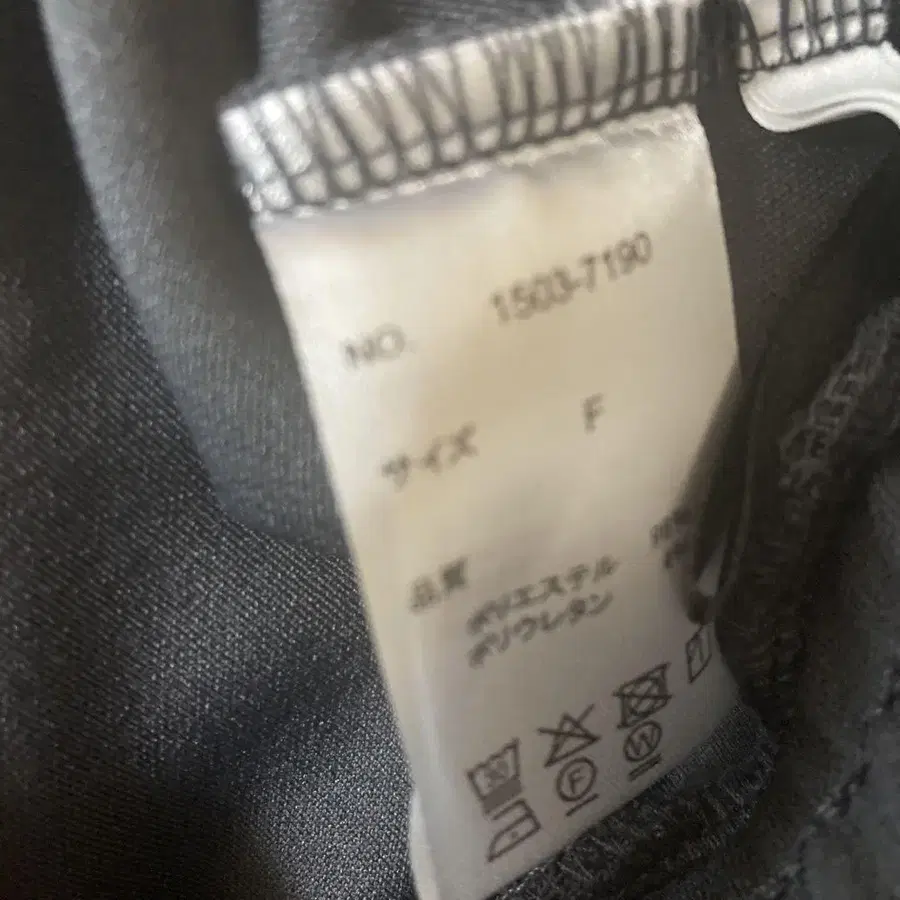 NO. 1503-7190
サイズ F
品質
ポリエステル
ポリウレタン
F W